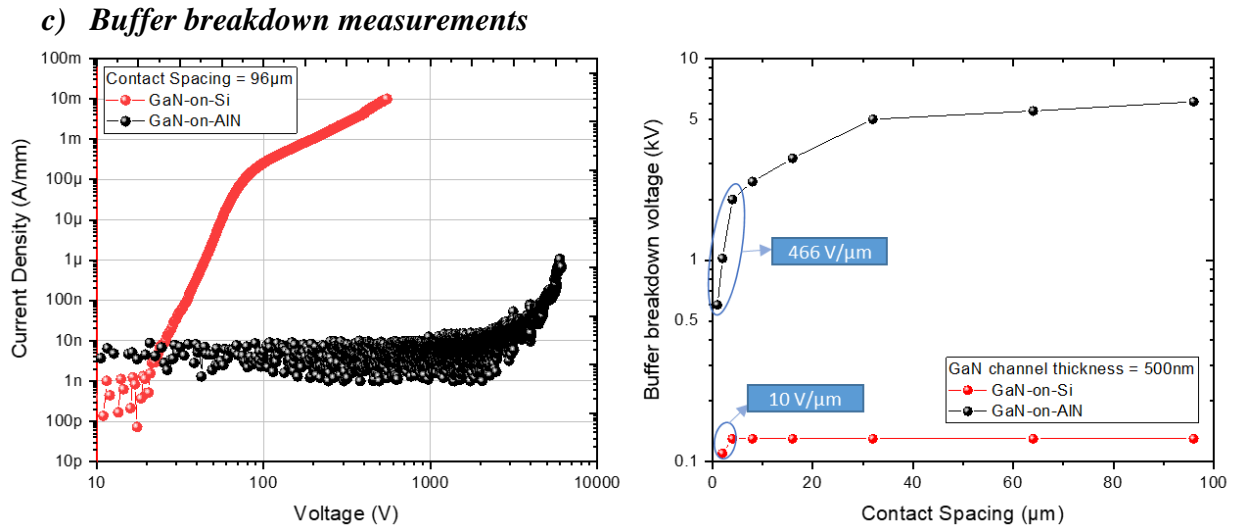 c) Buffer breakdown measurements
100m
10m
1m
100µ
10µ
1µ
100n
10n
1n
100p
10p
Current Density (A/mm)
Contact Spacing = 96µm
GaN-on-Si
GaN-on-AlN
10
100
1000
10000
Voltage (V)
10
5
1
0.5
0.1
Buffer breakdown voltage (kV)
466 V/µm
10 V/µm
GaN channel thickness = 500nm
GaN-on-Si
GaN-on-AlN
0
20
40
60
80
100
Contact Spacing (µm)